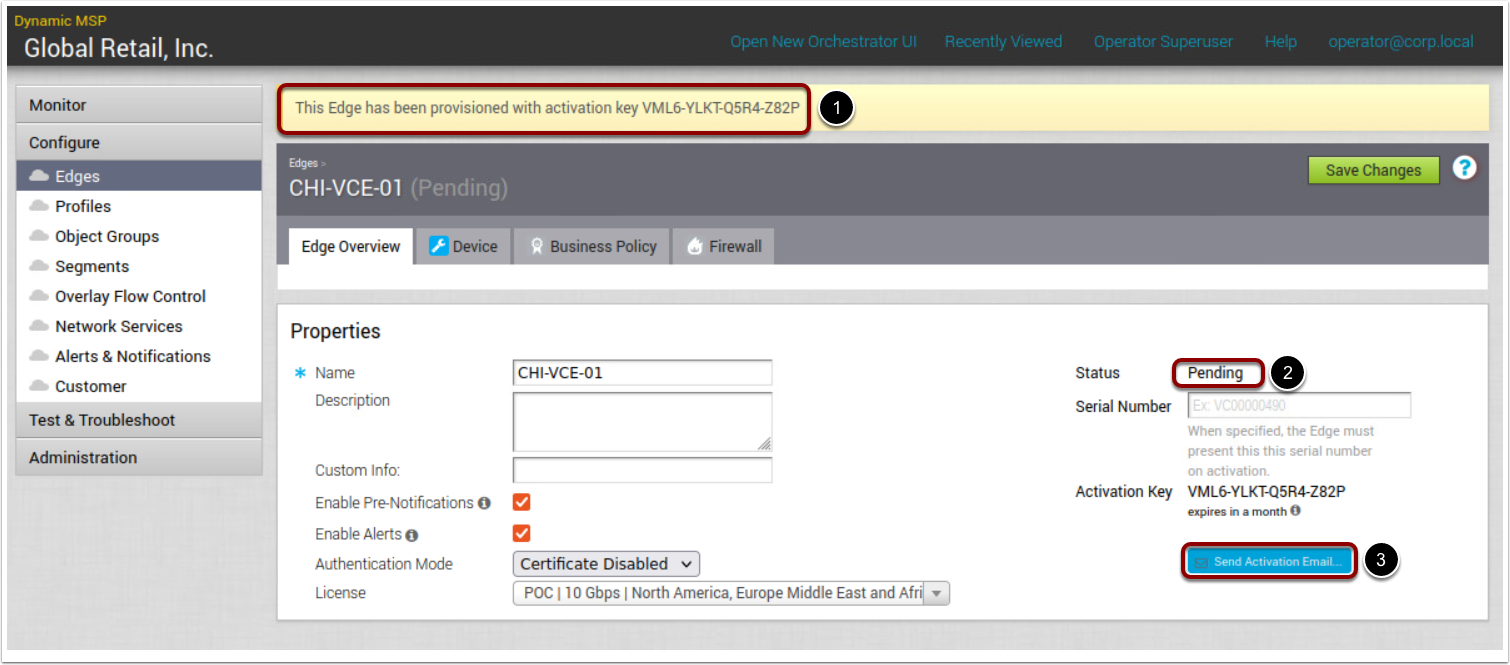 Dynamic MSP
Global Retail, Inc.
Open New Orchestrator UI Recently Viewed Operator Superuser Help operator@corp.local
Monitor
Configure
Edges
Profiles
Object Groups
Segments
Overlay Flow Control
Network Services
Alerts & Notifications
Customer
Test & Troubleshoot
Administration
This Edge has been provisioned with activation key VML6-YLKT-Q5R4-Z82P 1
Edges >
CHI-VCE-01 (Pending)
Save Changes ?
Edge Overview Device Business Policy Firewall
Properties
* Name CHI-VCE-01
Description
Custom Info:
Enable Pre-Notifications i
Enable Alerts i
Authentication Mode Certificate Disabled
License POC | 10 Gbps | North America, Europe Middle East and Afri
Status Pending 2
Serial Number Ex: VC00000490
When specified, the Edge must
present this this serial number
on activation.
Activation Key VML6-YLKT-Q5R4-Z82P
expires in a month i
Send Activation Email... 3